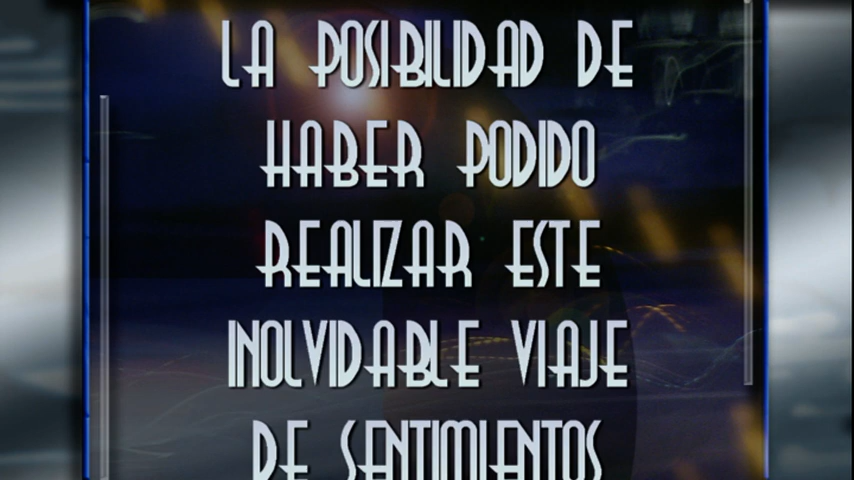 LA POSIBILIDAD DE
HABER PODIDO
REALIZAR ESTE
INOLVIDABLE VIAJE
DE SENTIMIENTOS